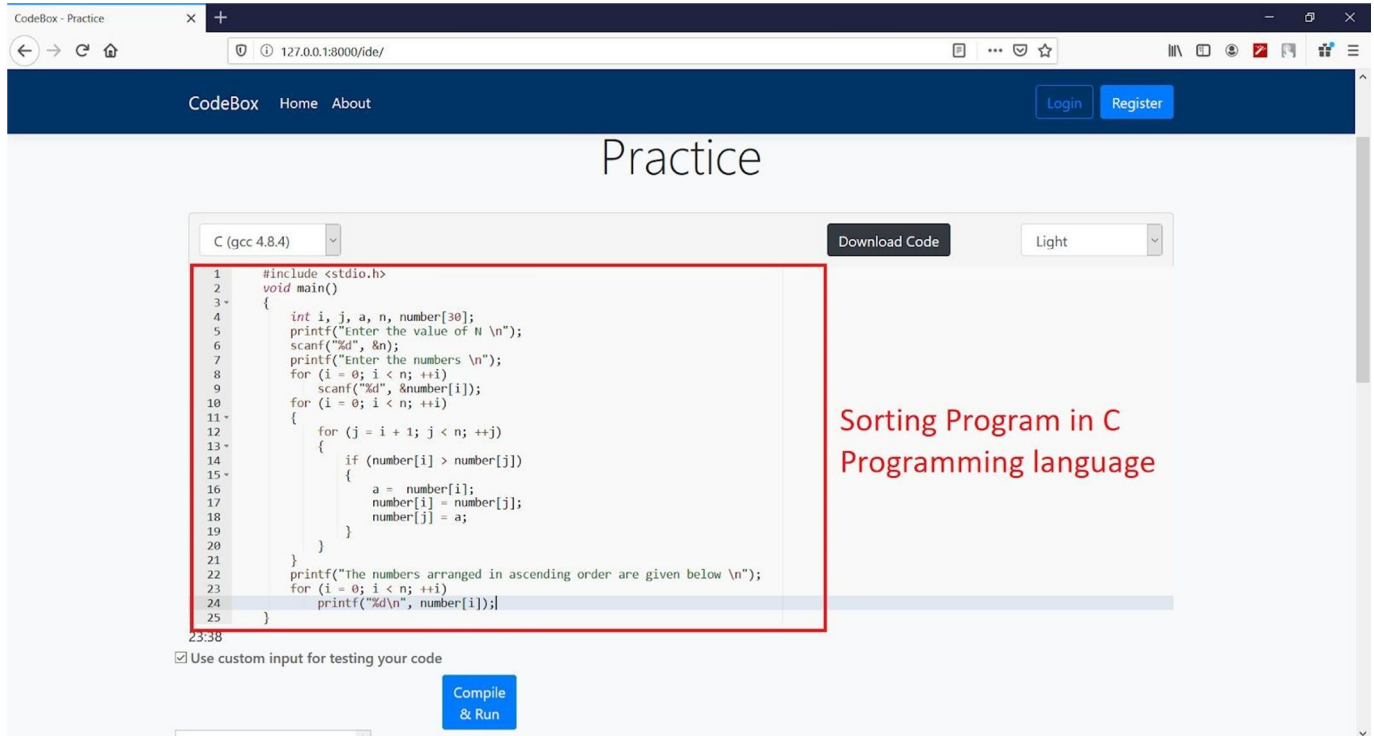 CodeBox - Practice
127.0.0.1:8000/ide/
CodeBox Home About Login Register
Practice
C (gcc 4.8.4) Download Code Light
1 #include <stdio.h>
2 void main()
3 {
4 int i, j, a, n, number[30];
5 printf("Enter the value of N \n");
6 scanf("%d", &n);
7 printf("Enter the numbers \n");
8 for (i = 0; i < n; ++i)
9 scanf("%d", &number[i]);
10 for (i = 0; i < n; ++i)
11 {
12 for (j = i + 1; j < n; ++j)
13 {
14 if (number[i] > number[j])
15 {
16 a =  number[i];
17 number[i] = number[j];
18 number[j] = a;
19 }
20 }
21 }
22 printf("The numbers arranged in ascending order are given below \n");
23 for (i = 0; i < n; ++i)
24 printf("%d\n", number[i]);
25 }
Sorting Program in C
Programming language
23:38
Use custom input for testing your code
Compile
& Run